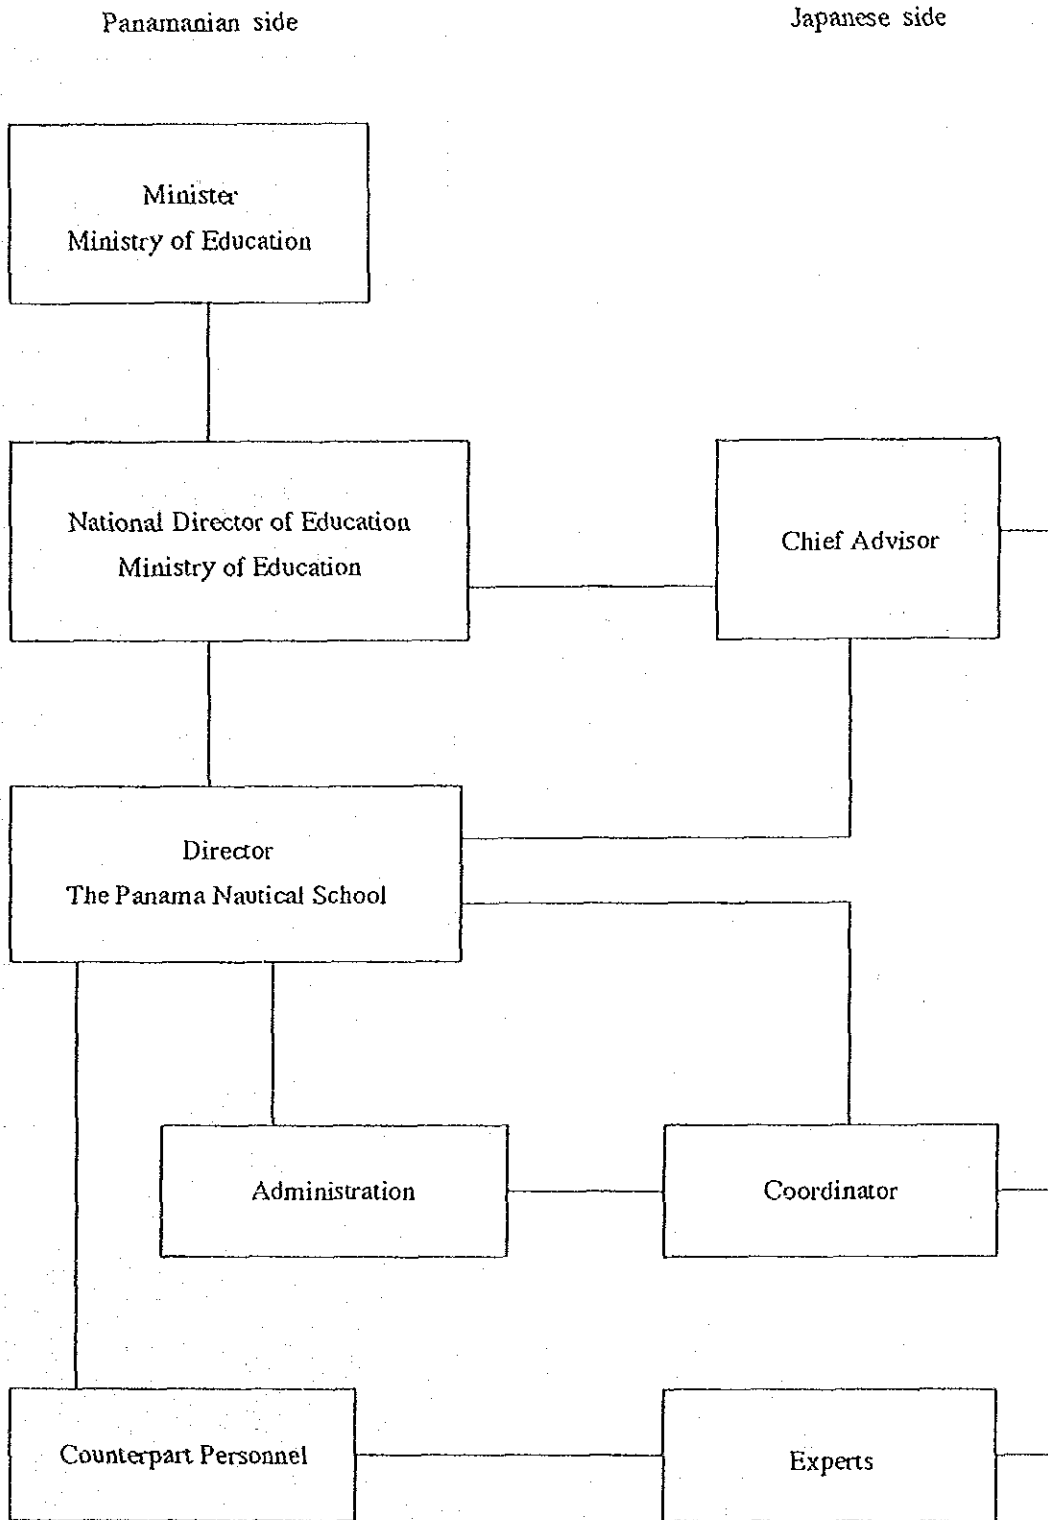 Panamanian side
Japanese side
Minister
Ministry of Education
National Director of Education
Ministry of Education
Chief Advisor
Director
The Panama Nautical School
Administration
Coordinator
Counterpart Personnel
Experts